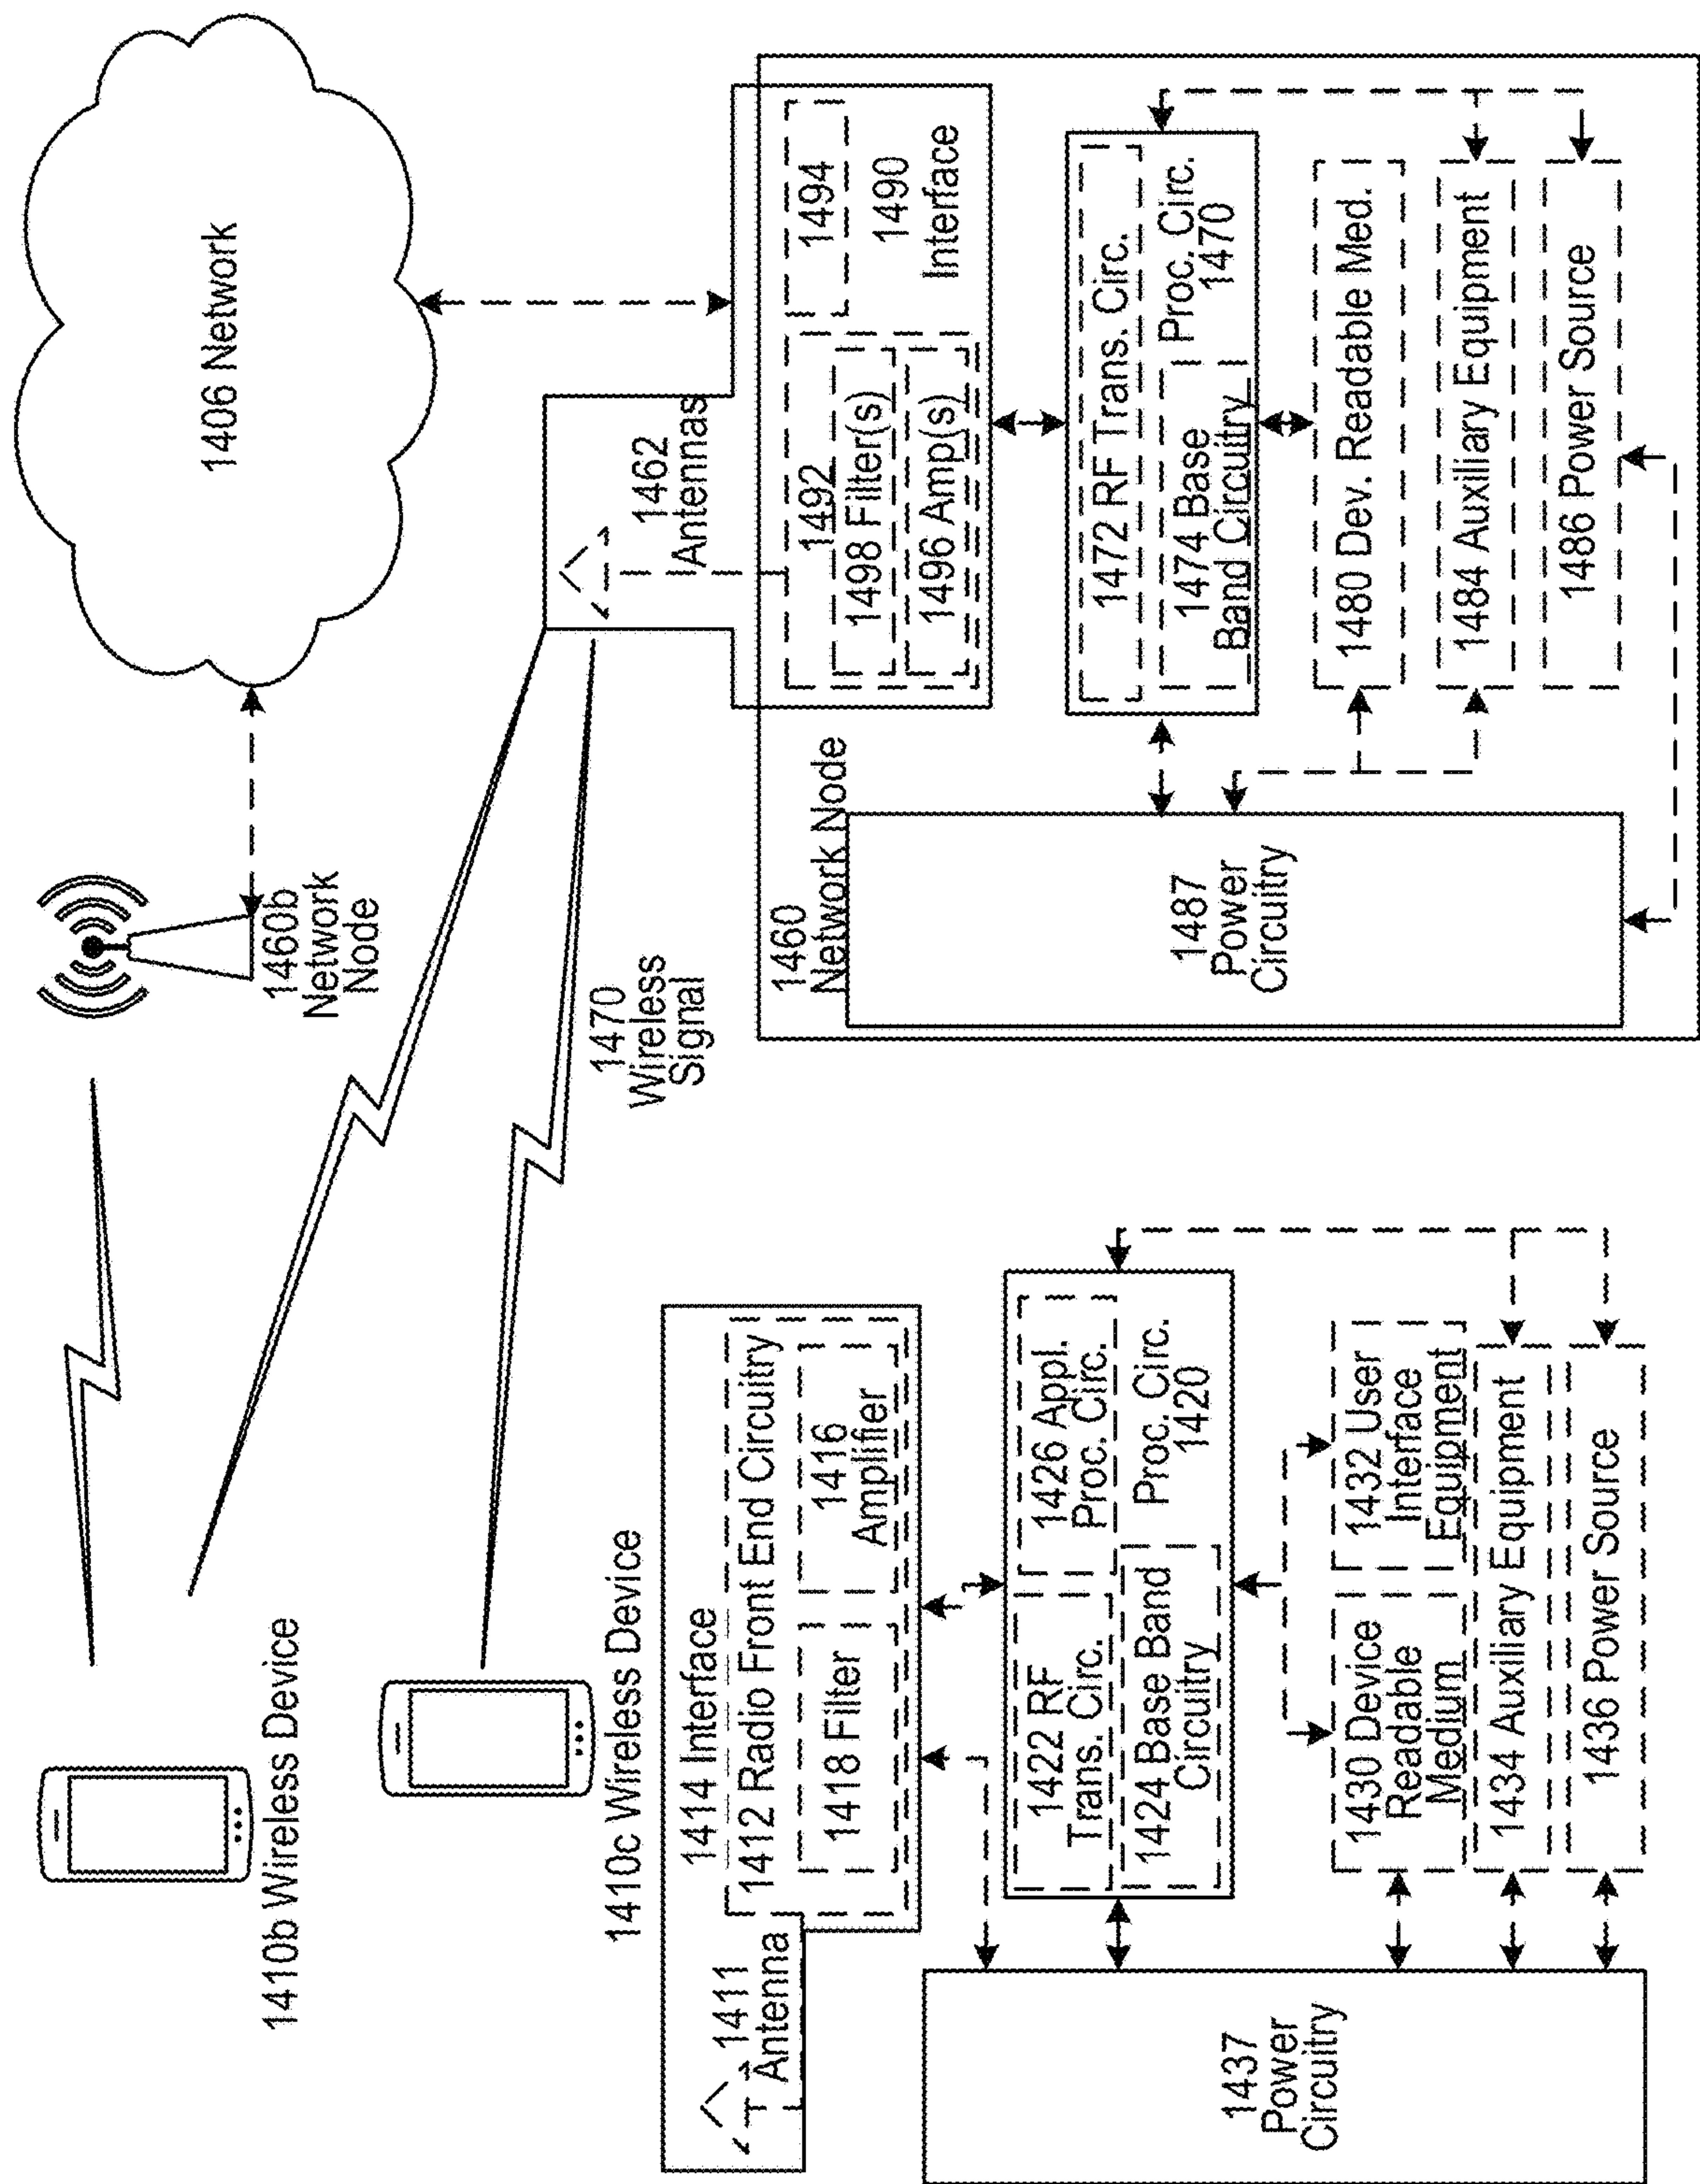 1406 Network
1460b
Network
Node
1410b Wireless Device
1470
Wireless
Signal
1410c Wireless Device
1411
Antenna
1414 Interface
1412 Radio Front End Circuitry
1418 Filter
1416
Amplifier
1422 RF
Trans. Circ.
1426 Appl.
Proc. Circ.
1424 Base Band
Circuitry
Proc. Circ.
1420
1430 Device
Readable
Medium
1432 User
Interface
Equipment
1434 Auxiliary Equipment
1436 Power Source
1437
Power
Circuitry
1460
Network Node
1462
Antennas
1492
1498 Filter(s)
1496 Amp(s)
1494
1490
Interface
1472 RF Trans. Circ.
1474 Base
Band Circuitry
Proc. Circ.
1470
1480 Dev. Readable Med.
1484 Auxiliary Equipment
1486 Power Source
1487
Power
Circuitry